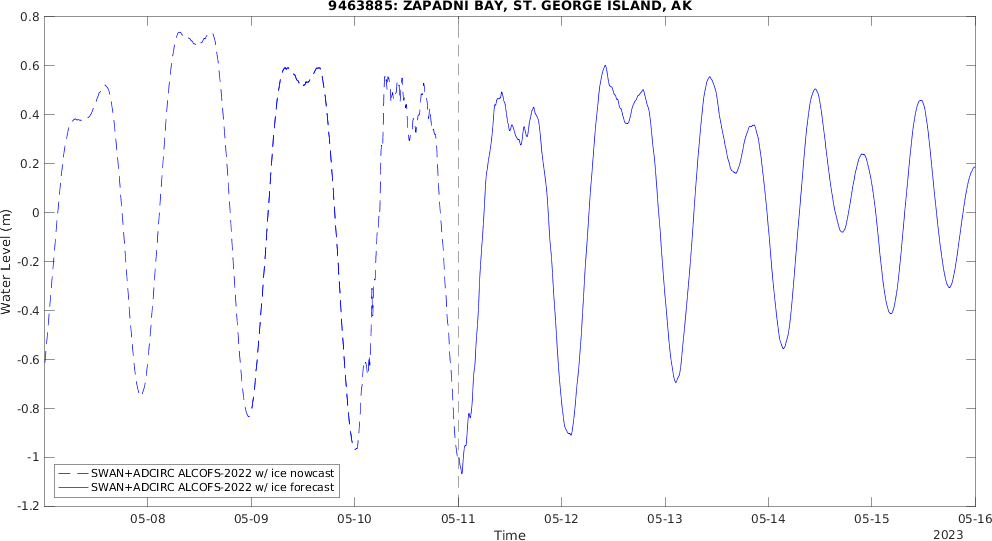 9463885: ZAPADNI BAY, ST. GEORGE ISLAND, AK
0.8
0.6
0.4
0.2
0
-0.2
-0.4
-0.6
-0.8
-1
-1.2
Water Level (m)
SWAN+ADCIRC ALCOFS-2022 w/ ice nowcast
SWAN+ADCIRC ALCOFS-2022 w/ ice forecast
05-08 05-09 05-10 05-11 05-12 05-13 05-14 05-15 05-16
Time
2023